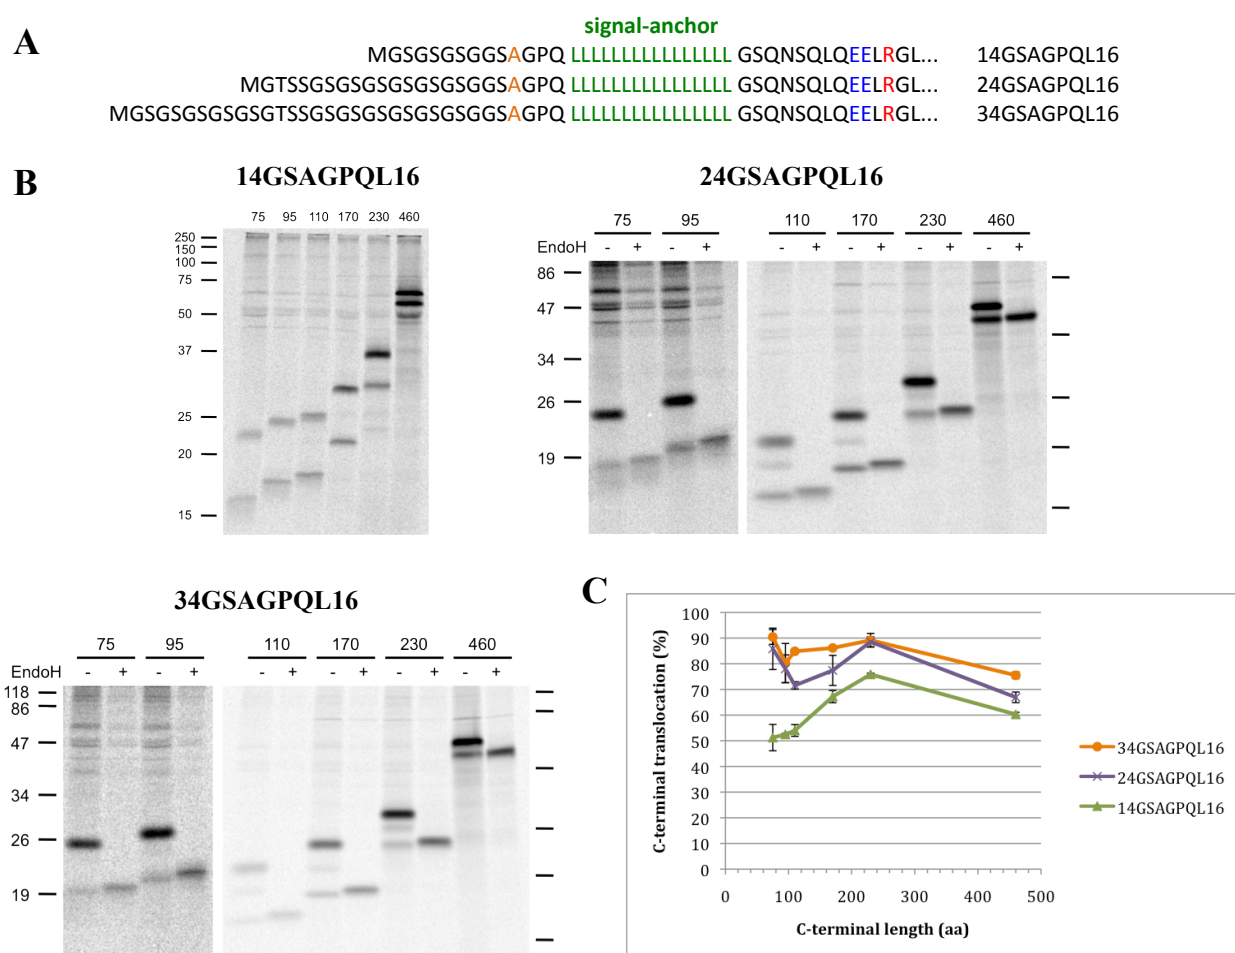 A
signal-anchor
MGSGSGSGGSAGPQ LLLLLLLLLLLLLLLL GSQNSQLQEELRGL... 14GSAGPQL16
MGTSSGSGSGSGSGSGSGGSAGPQ LLLLLLLLLLLLLLLL GSQNSQLQEELRGL... 24GSAGPQL16
MGSGSGSGSGSGTSSGSGSGSGSGSGSGGSAGPQ LLLLLLLLLLLLLLLL GSQNSQLQEELRGL... 34GSAGPQL16
B
14GSAGPQL16
75 95 110 170 230 460
250
150
100
75
50
37
25
20
15
24GSAGPQL16
75 95 110 170 230 460
EndoH - + - + - + - + - + - +
86
47
34
26
19
34GSAGPQL16
75 95 110 170 230 460
EndoH - + - + - + - + - + - +
118
86
47
34
26
19
C
C-terminal translocation (%)
100
90
80
70
60
50
40
30
20
10
0
0 100 200 300 400 500
C-terminal length (aa)
34GSAGPQL16
24GSAGPQL16
14GSAGPQL16